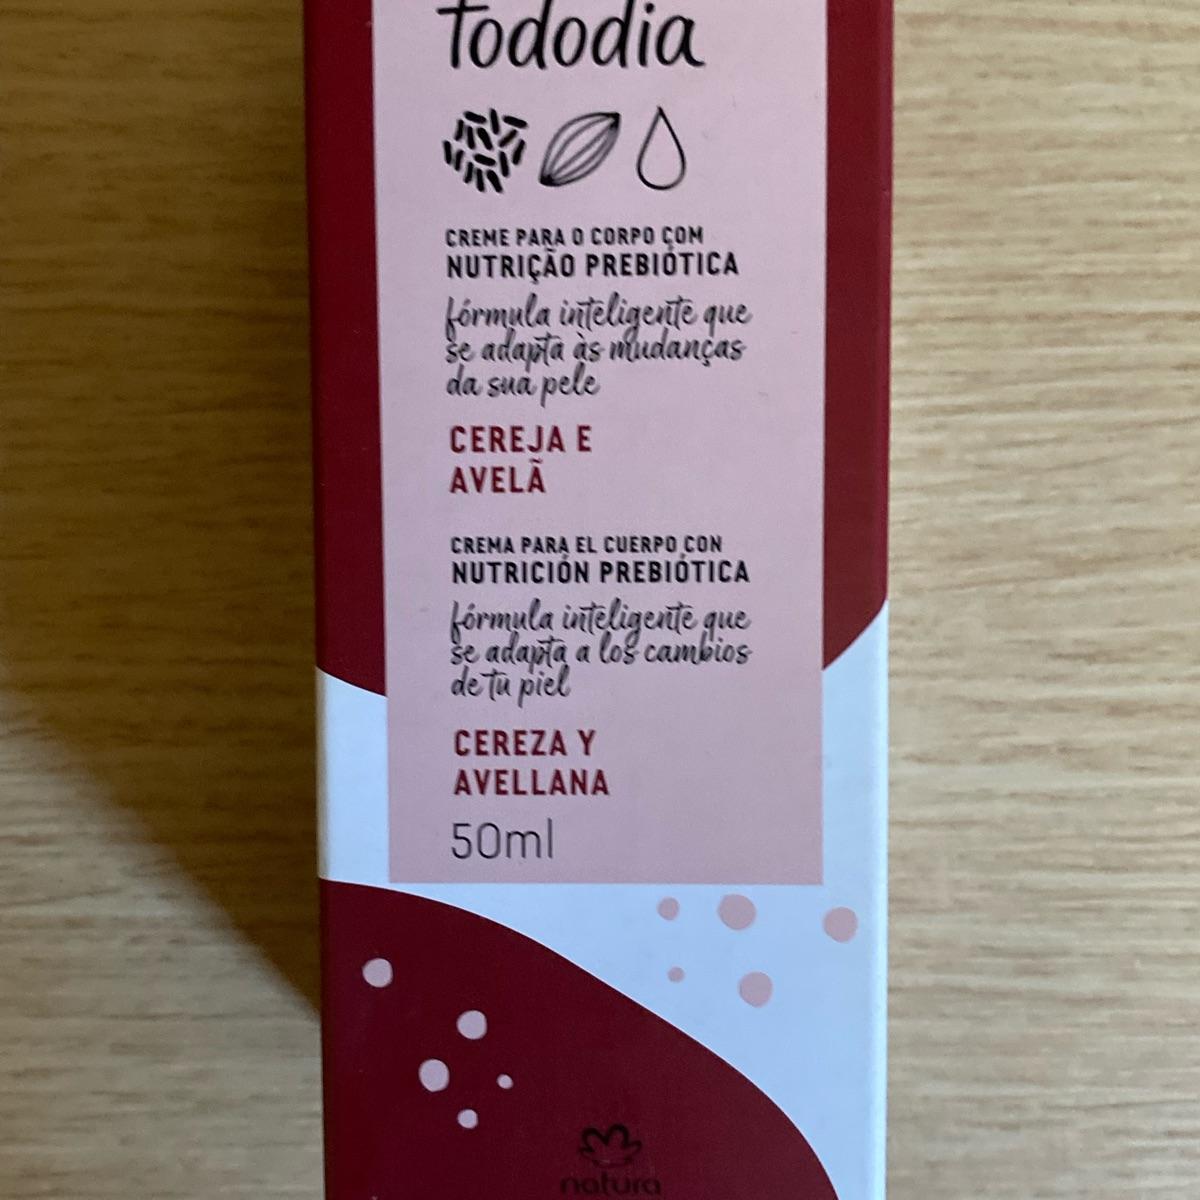 tododia
CREME PARA O CORPO COM
NUTRIÇÃO PREBIÓTICA
fórmula inteligente que
se adapta às mudanças
da sua pele
CEREJA E
AVELÃ
CREMA PARA EL CUERPO CON
NUTRICIÓN PREBIÓTICA
fórmula inteligente que
se adapta a los cambios
de tu piel
CEREZA Y
AVELLANA
50ml
natura